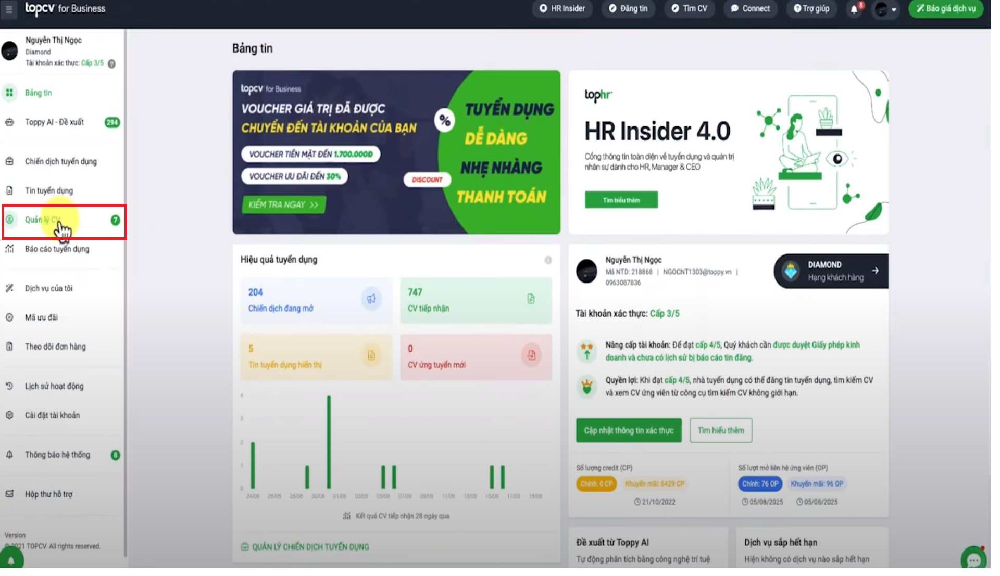 topcv for Business
HR Insider
Đăng tin
Tìm CV
Connect
Trợ giúp
8
Báo giá dịch vụ
Nguyễn Thị Ngọc
Diamond
Tài khoản xác thực: Cấp 3/5
Bảng tin
Toppy AI - Đề xuất
294
Chiến dịch tuyển dụng
Tin tuyển dụng
Quản lý CV
7
Báo cáo tuyển dụng
Dịch vụ của tôi
Mã ưu đãi
Theo dõi đơn hàng
Lịch sử hoạt động
Cài đặt tài khoản
Thông báo hệ thống
8
Hộp thư hỗ trợ
Version
© 2021 TOPCV. All rights reserved.
Bảng tin
topcv for Business
VOUCHER GIÁ TRỊ ĐÃ ĐƯỢC
CHUYỂN ĐẾN TÀI KHOẢN CỦA BẠN
VOUCHER TIỀN MẶT ĐẾN 1.700.000Đ
VOUCHER ƯU ĐÃI ĐẾN 30%
KIỂM TRA NGAY >>
%
DISCOUNT
TUYỂN DỤNG
DỄ DÀNG
NHẸ NHÀNG
THANH TOÁN
tophr
HR Insider 4.0
Cổng thông tin toàn diện về tuyển dụng và quản trị
nhân sự dành cho HR, Manager & CEO
Tìm hiểu thêm
Hiệu quả tuyển dụng
204
Chiến dịch đang mở
747
CV tiếp nhận
5
Tin tuyển dụng hiển thị
0
CV ứng tuyển mới
4
3
2
1
0
24/08 26/08 28/08 30/08 01/09 03/09 05/09 07/09 09/09 11/09 13/09 15/09 17/09 19/09
Kết quả CV tiếp nhận 28 ngày qua
QUẢN LÝ CHIẾN DỊCH TUYỂN DỤNG
Nguyễn Thị Ngọc
Mã NTD: 218868 | NGOCNT1303@toppy.vn |
0963087836
DIAMOND
Hạng khách hàng
Tài khoản xác thực: Cấp 3/5
Nâng cấp tài khoản: Để đạt cấp 4/5, Quý khách cần được duyệt Giấy phép kinh
doanh và chưa có lịch sử bị báo cáo tin đăng.
Quyền lợi: Khi đạt cấp 4/5, nhà tuyển dụng có thể đăng tin tuyển dụng, tìm kiếm CV
và xem CV ứng viên từ công cụ tìm kiếm CV không giới hạn.
Cập nhật thông tin xác thực
Tìm hiểu thêm
Số lượng credit (CP)
Chính: 0 CP
Khuyến mãi: 6429 CP
21/10/2022
Số lượt mở liên hệ ứng viên (OP)
Chính: 76 OP
Khuyến mãi: 96 OP
05/08/2025
05/08/2025
Đề xuất từ Toppy AI
Tự động phân tích bằng công nghệ trí tuệ
Dịch vụ sắp hết hạn
Hiện không có dịch vụ nào sắp hết hạn